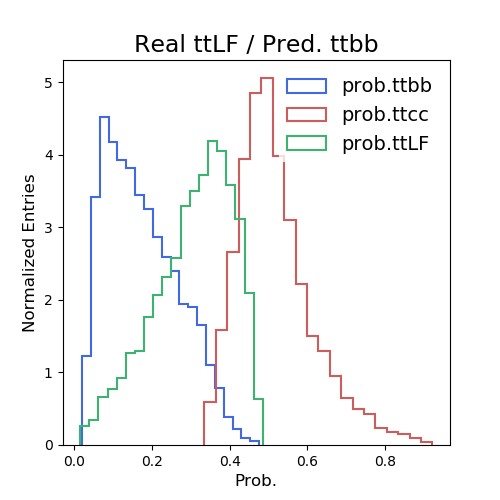 Real ttLF / Pred. ttbb
prob.ttbb
prob.ttcc
prob.ttLF
Normalized Entries
5
4
3
2
1
0
0.0 0.2 0.4 0.6 0.8
Prob.